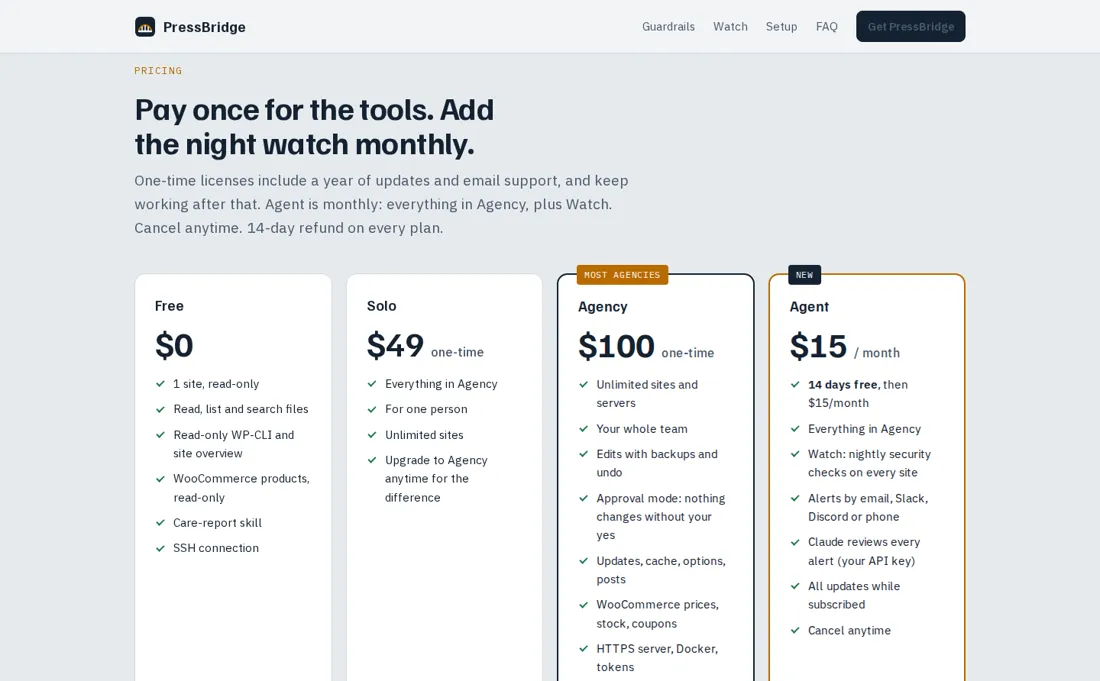 PressBridge
Guardrails
Watch
Setup
FAQ
Get PressBridge
PRICING
Pay once for the tools. Add
the night watch monthly.
One-time licenses include a year of updates and email support, and keep
working after that. Agent is monthly: everything in Agency, plus Watch.
Cancel anytime. 14-day refund on every plan.
Free
$0
1 site, read-only
Read, list and search files
Read-only WP-CLI and
site overview
WooCommerce products,
read-only
Care-report skill
SSH connection
Solo
$49 one-time
Everything in Agency
For one person
Unlimited sites
Upgrade to Agency
anytime for the
difference
MOST AGENCIES
Agency
$100 one-time
Unlimited sites and
servers
Your whole team
Edits with backups and
undo
Approval mode: nothing
changes without your
yes
Updates, cache, options,
posts
WooCommerce prices,
stock, coupons
HTTPS server, Docker,
tokens
NEW
Agent
$15 / month
14 days free, then
$15/month
Everything in Agency
Watch: nightly security
checks on every site
Alerts by email, Slack,
Discord or phone
Claude reviews every
alert (your API key)
All updates while
subscribed
Cancel anytime